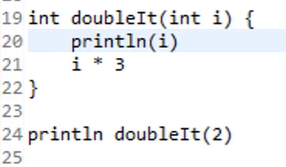 19 int doubleIt(int i) {
20     println(i)
21     i * 3
22 }
23
24 println doubleIt(2)
25